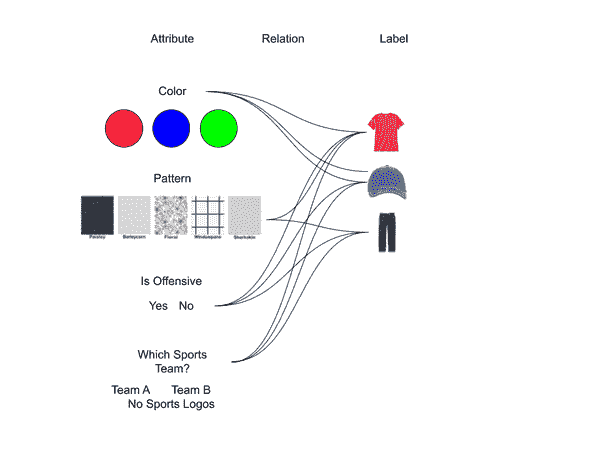 Attribute Relation Label
Color
Pattern
Paisley Barleycorn Floral Windowpane Sharkskin
Is Offensive
Yes No
Which Sports
Team?
Team A Team B
No Sports Logos